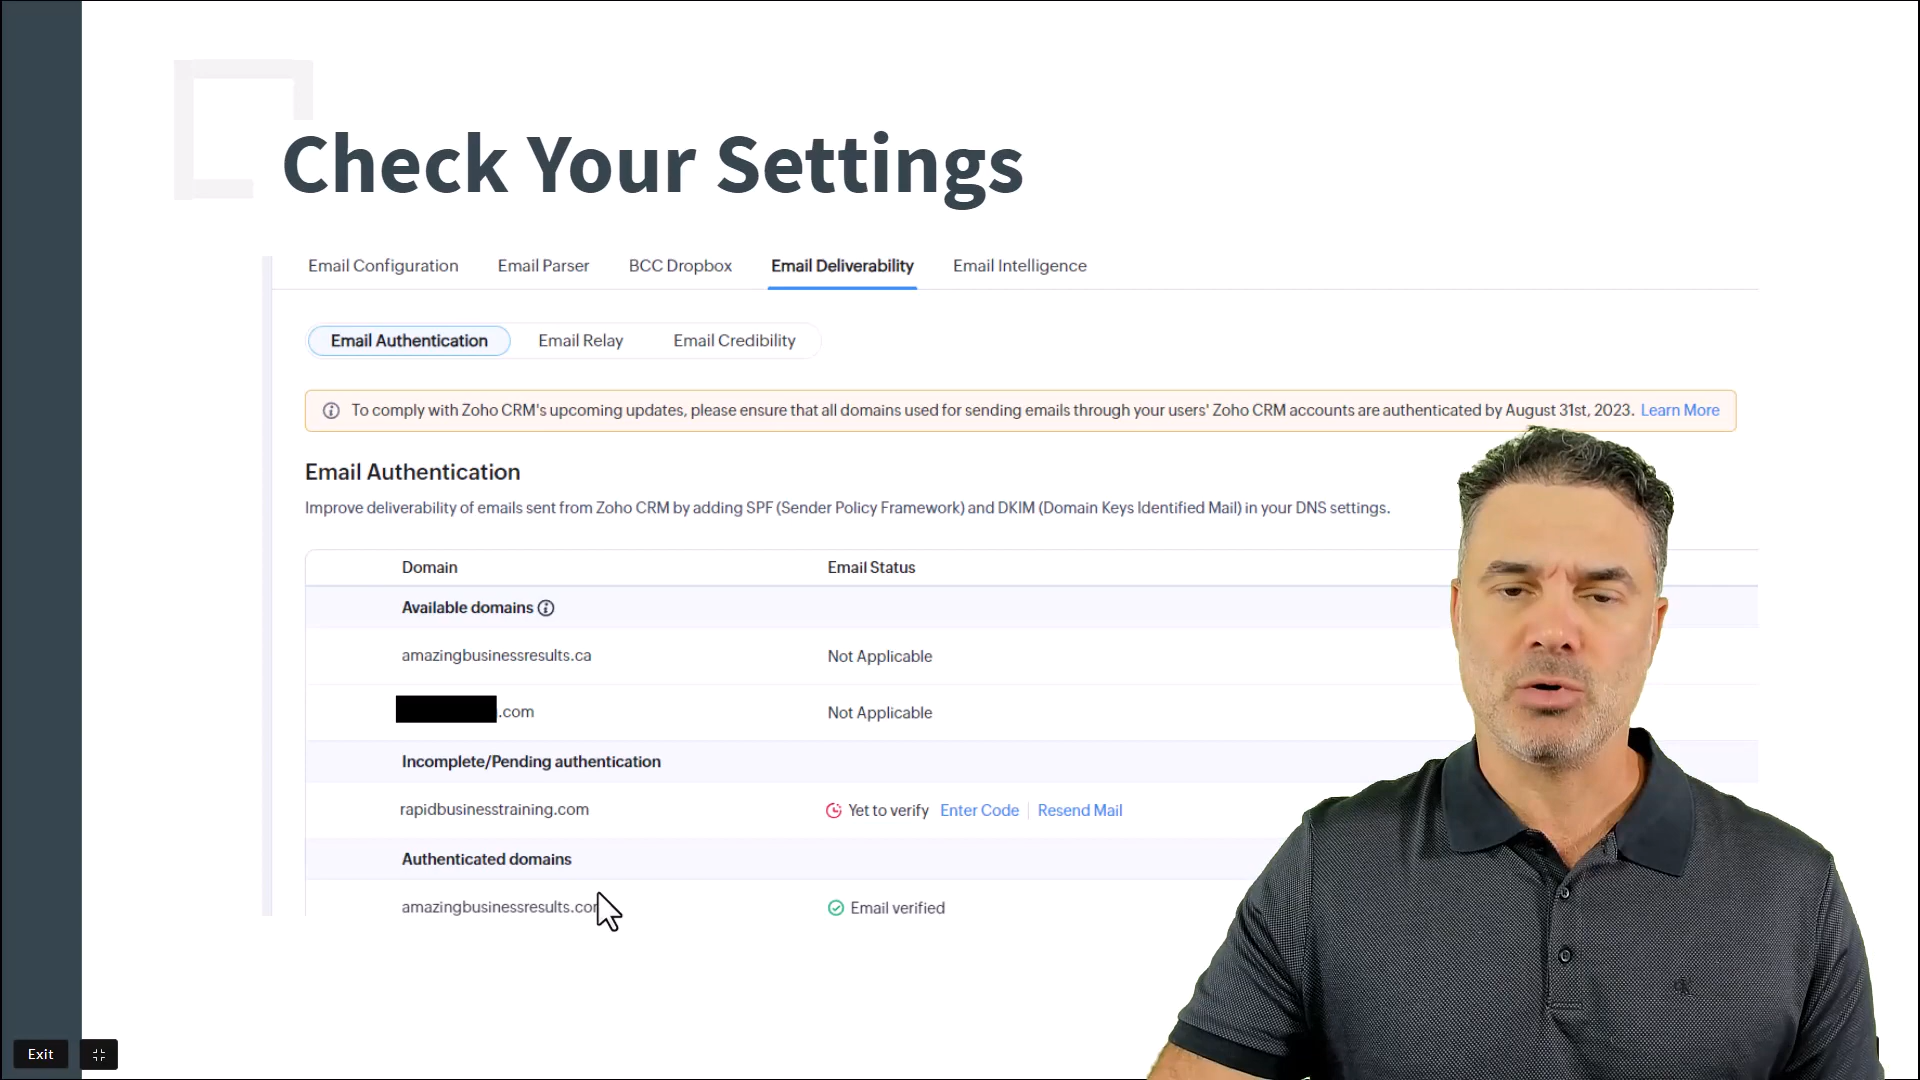 Check Your Settings
Email Configuration Email Parser BCC Dropbox Email Deliverability Email Intelligence
Email Authentication Email Relay Email Credibility
To comply with Zoho CRM's upcoming updates, please ensure that all domains used for sending emails through your users' Zoho CRM accounts are authenticated by August 31st, 2023. Learn More
Email Authentication
Improve deliverability of emails sent from Zoho CRM by adding SPF (Sender Policy Framework) and DKIM (Domain Keys Identified Mail) in your DNS settings.
Domain Email Status
Available domains
amazingbusinessresults.ca Not Applicable
.com Not Applicable
Incomplete/Pending authentication
rapidbusinesstraining.com Yet to verify Enter Code | Resend Mail
Authenticated domains
amazingbusinessresults.co Email verified
Exit